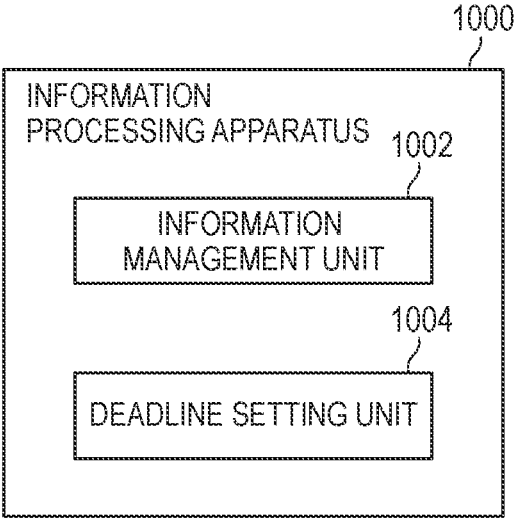 1000
INFORMATION
PROCESSING APPARATUS
1002
INFORMATION
MANAGEMENT UNIT
1004
DEADLINE SETTING UNIT